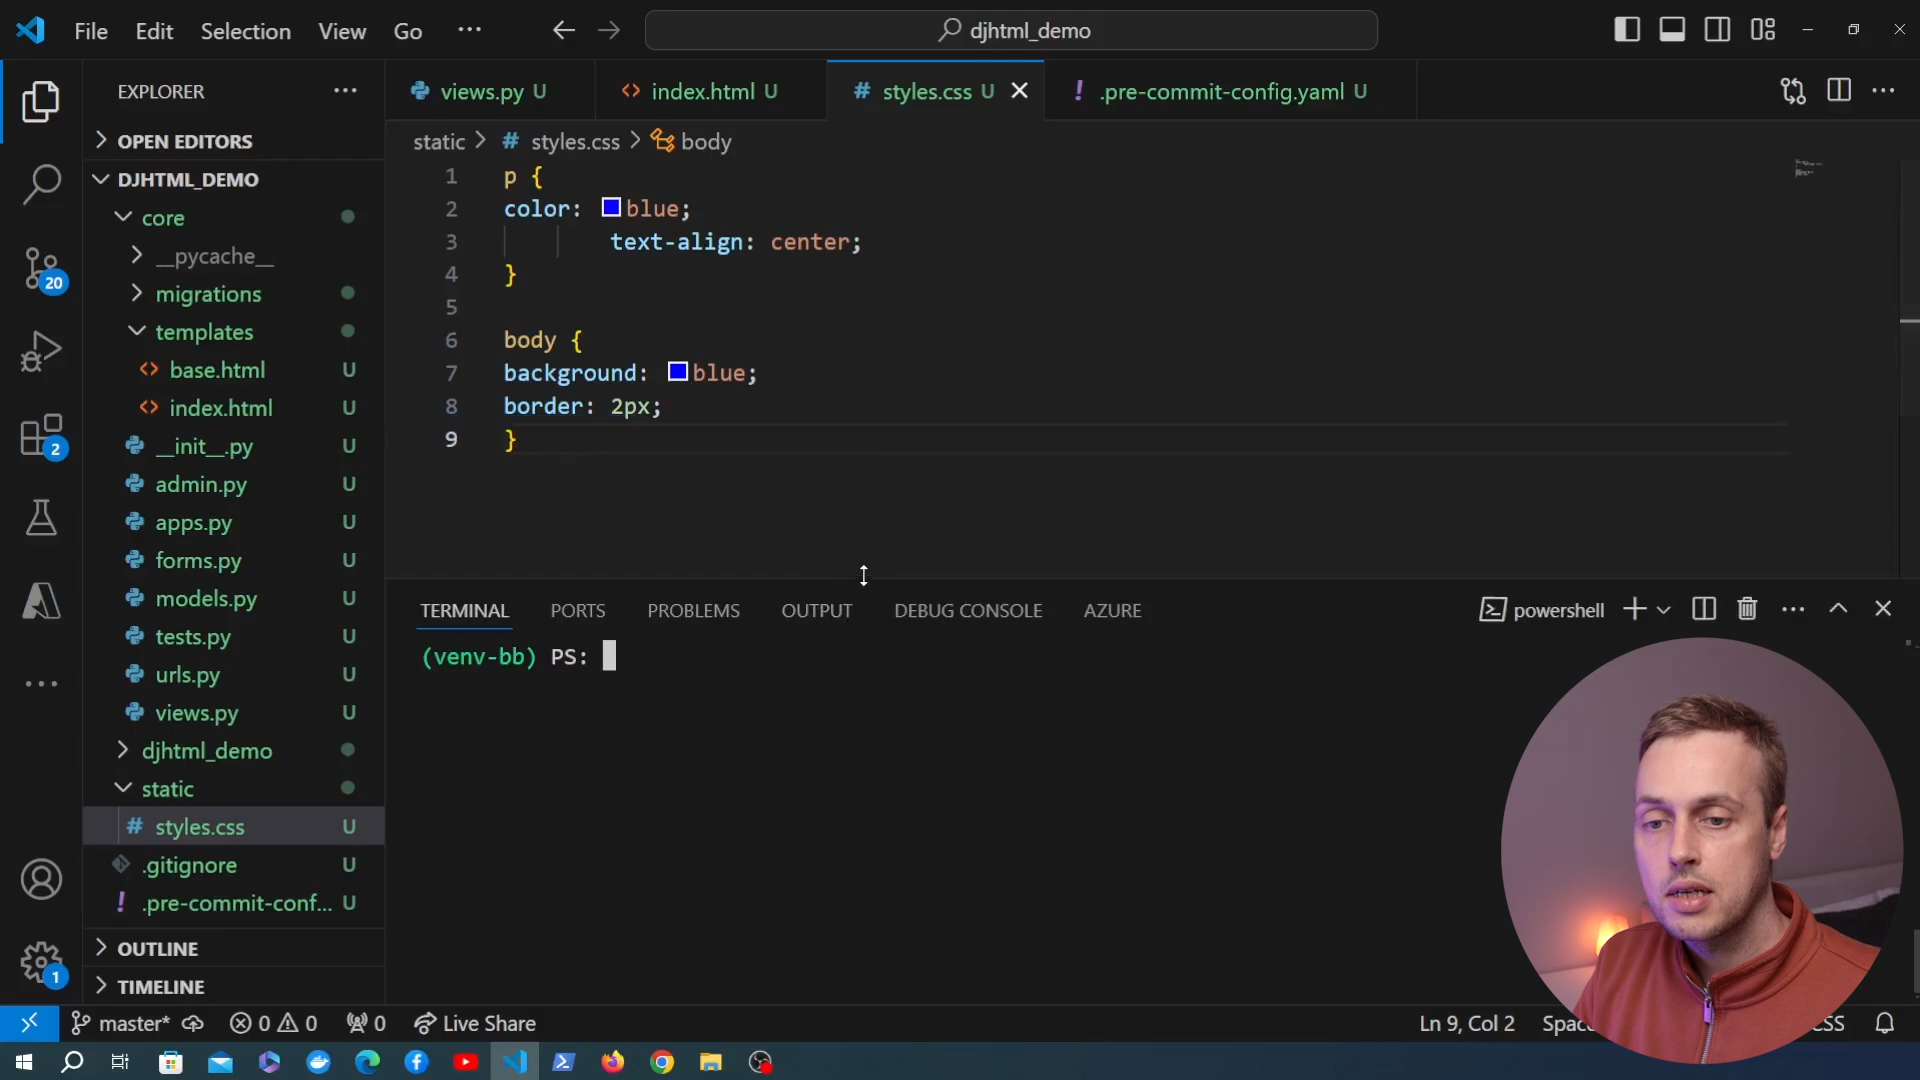 File Edit Selection View Go ···
djhtml_demo
EXPLORER ···
views.py U
index.html U
# styles.css U
! .pre-commit-config.yaml U
OPEN EDITORS
static > # styles.css > body
DJHTML_DEMO
core
__pycache__
migrations
templates
<> base.html U
<> index.html U
__init__.py U
admin.py U
apps.py U
forms.py U
models.py U
tests.py U
urls.py U
views.py U
djhtml_demo
static
# styles.css U
.gitignore U
! .pre-commit-conf... U
OUTLINE
TIMELINE
20
2
1
1 p {
2 color: blue;
3 text-align: center;
4 }
5
6 body {
7 background: blue;
8 border: 2px;
9 }
TERMINAL PORTS PROBLEMS OUTPUT DEBUG CONSOLE AZURE
powershell
(venv-bb) PS:
master* 0 0 0 Live Share
Ln 9, Col 2